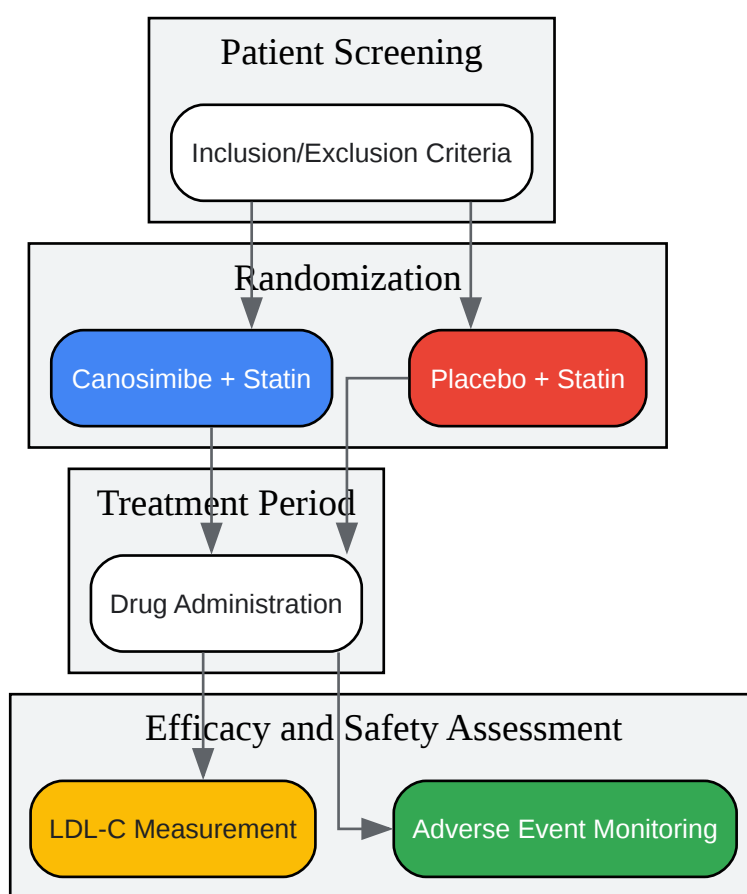 Patient Screening
Inclusion/Exclusion Criteria
Randomization
Canosimibe + Statin
Placebo + Statin
Treatment Period
Drug Administration
Efficacy and Safety Assessment
LDL-C Measurement
Adverse Event Monitoring